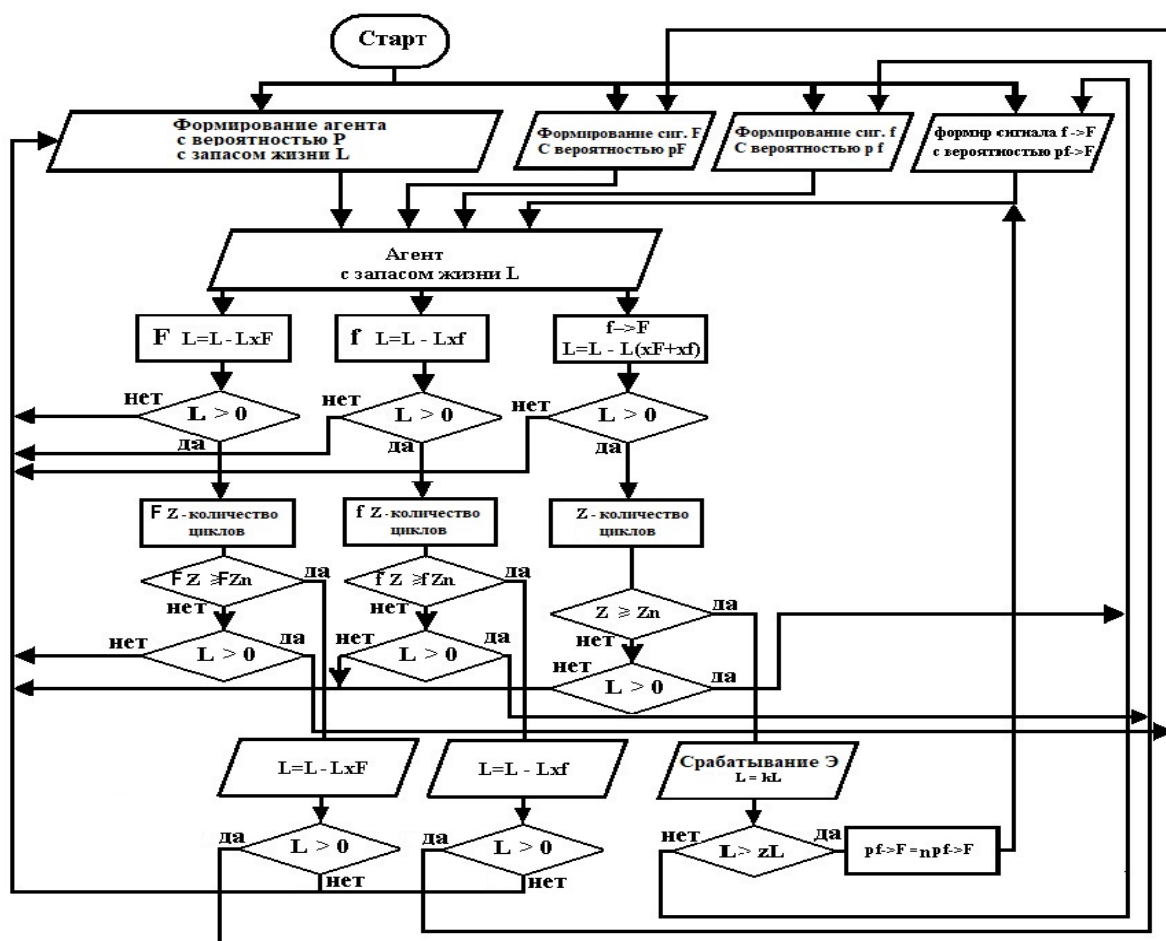 Старт
Формирование агента
с вероятностью P
с запасом жизни L
Формирование сиг. F
С вероятностью pF
Формирование сиг. f
С вероятностью p f
формир сигнала f ->F
с вероятностью pf->F
Агент
с запасом жизни L
F L=L - LxF
f L=L - Lxf
f->F
L=L - L(xF+xf)
нет
L > 0
да
нет
L > 0
да
нет
L > 0
да
F Z - количество
циклов
f Z - количество
циклов
Z - количество
циклов
F Z ≥FZn
да
нет
f Z ≥fZn
да
нет
Z ≥ Zn
да
нет
нет
L > 0
да
нет
L > 0
да
нет
L > 0
да
L=L - LxF
L=L - Lxf
Срабатывание Э
L = kL
да
L > 0
нет
да
L > 0
нет
нет
L> zL
да
pf->F =n pf->F